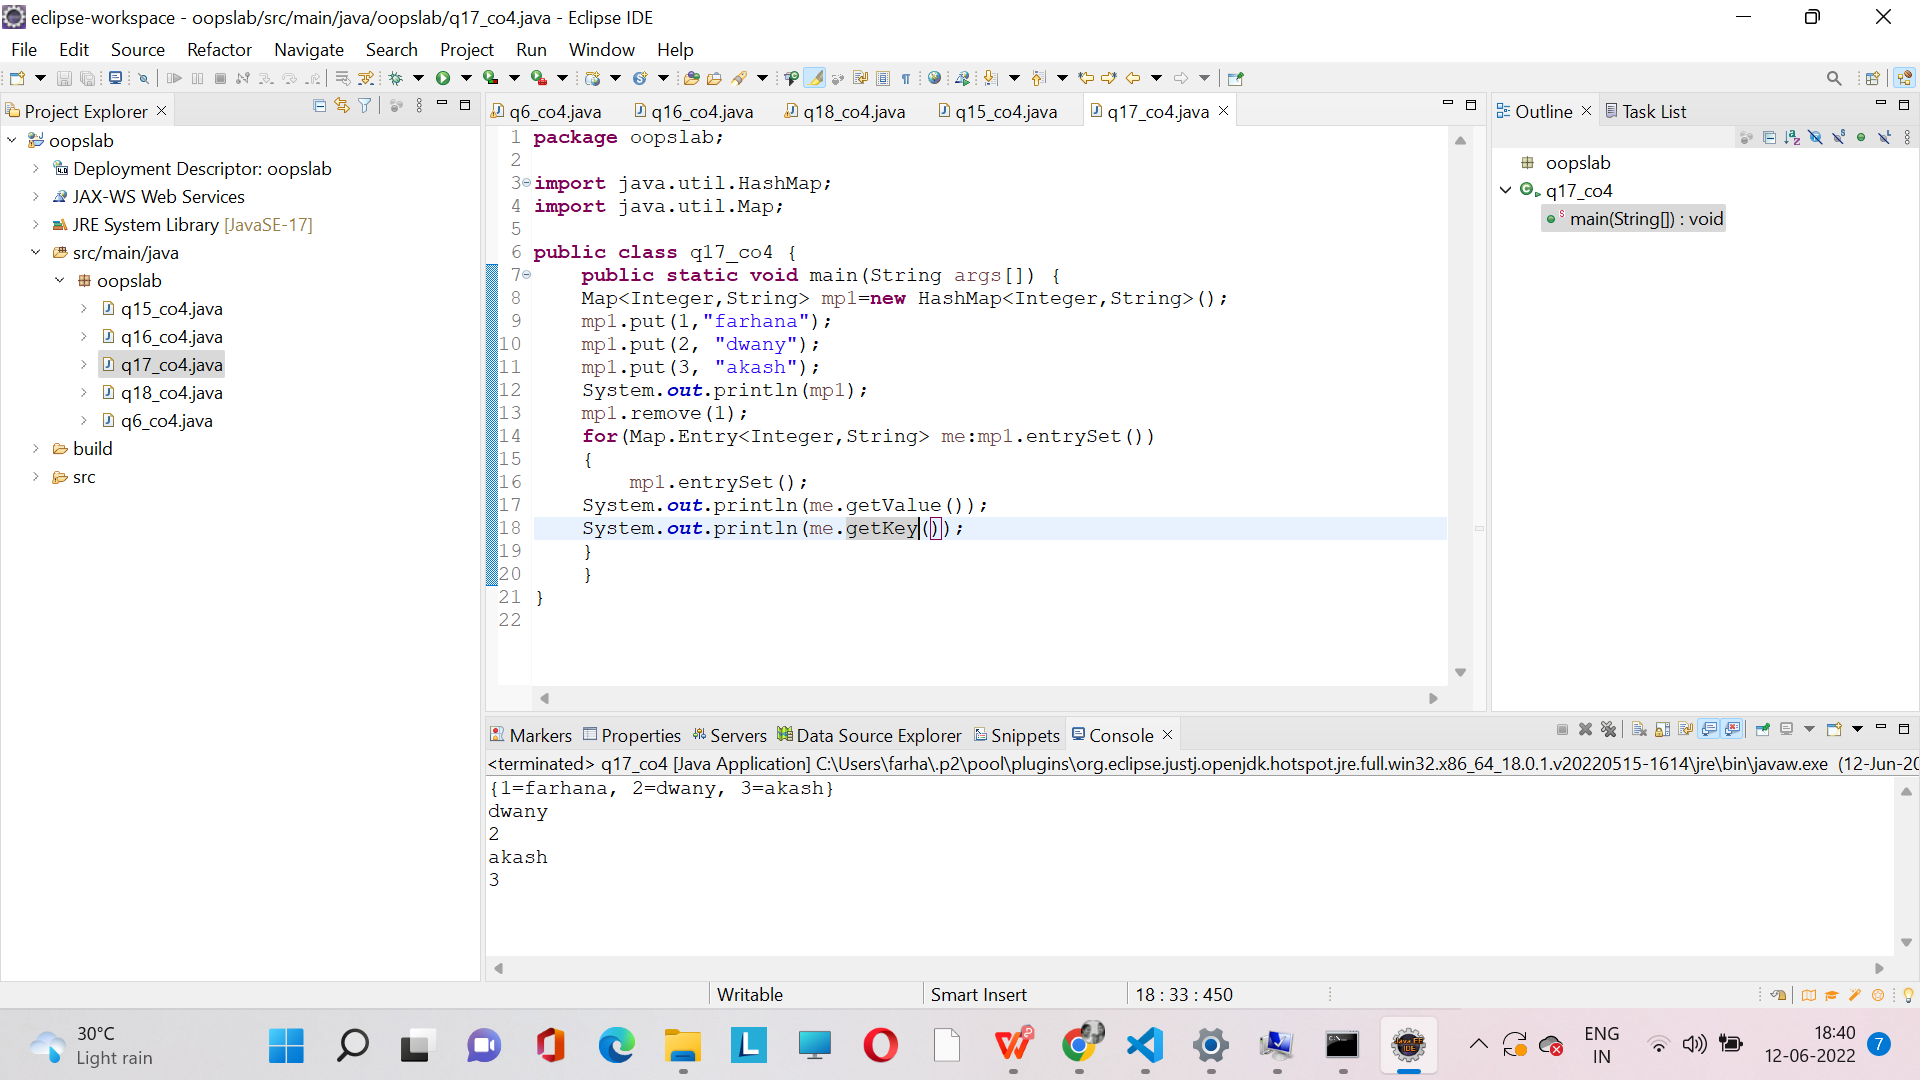 eclipse-workspace - oopslab/src/main/java/oopslab/q17_co4.java - Eclipse IDE
File Edit Source Refactor Navigate Search Project Run Window Help
Project Explorer
oopslab
Deployment Descriptor: oopslab
JAX-WS Web Services
JRE System Library [JavaSE-17]
src/main/java
oopslab
q15_co4.java
q16_co4.java
q17_co4.java
q18_co4.java
q6_co4.java
build
src
q6_co4.java q16_co4.java q18_co4.java q15_co4.java q17_co4.java
1 package oopslab;
2
3 import java.util.HashMap;
4 import java.util.Map;
5
6 public class q17_co4 {
7 public static void main(String args[]) {
8 Map<Integer,String> mp1=new HashMap<Integer,String>();
9 mp1.put(1,"farhana");
10 mp1.put(2, "dwany");
11 mp1.put(3, "akash");
12 System.out.println(mp1);
13 mp1.remove(1);
14 for(Map.Entry<Integer,String> me:mp1.entrySet())
15 {
16 mp1.entrySet();
17 System.out.println(me.getValue());
18 System.out.println(me.getKey());
19 }
20 }
21 }
22
Outline Task List
oopslab
q17_co4
main(String[]) : void
Markers Properties Servers Data Source Explorer Snippets Console
<terminated> q17_co4 [Java Application] C:\Users\farha\.p2\pool\plugins\org.eclipse.justj.openjdk.hotspot.jre.full.win32.x86_64_18.0.1.v20220515-1614\jre\bin\javaw.exe (12-Jun-20
{1=farhana, 2=dwany, 3=akash}
dwany
2
akash
3
Writable Smart Insert 18 : 33 : 450
30°C
Light rain
ENG
IN
18:40
12-06-2022
7